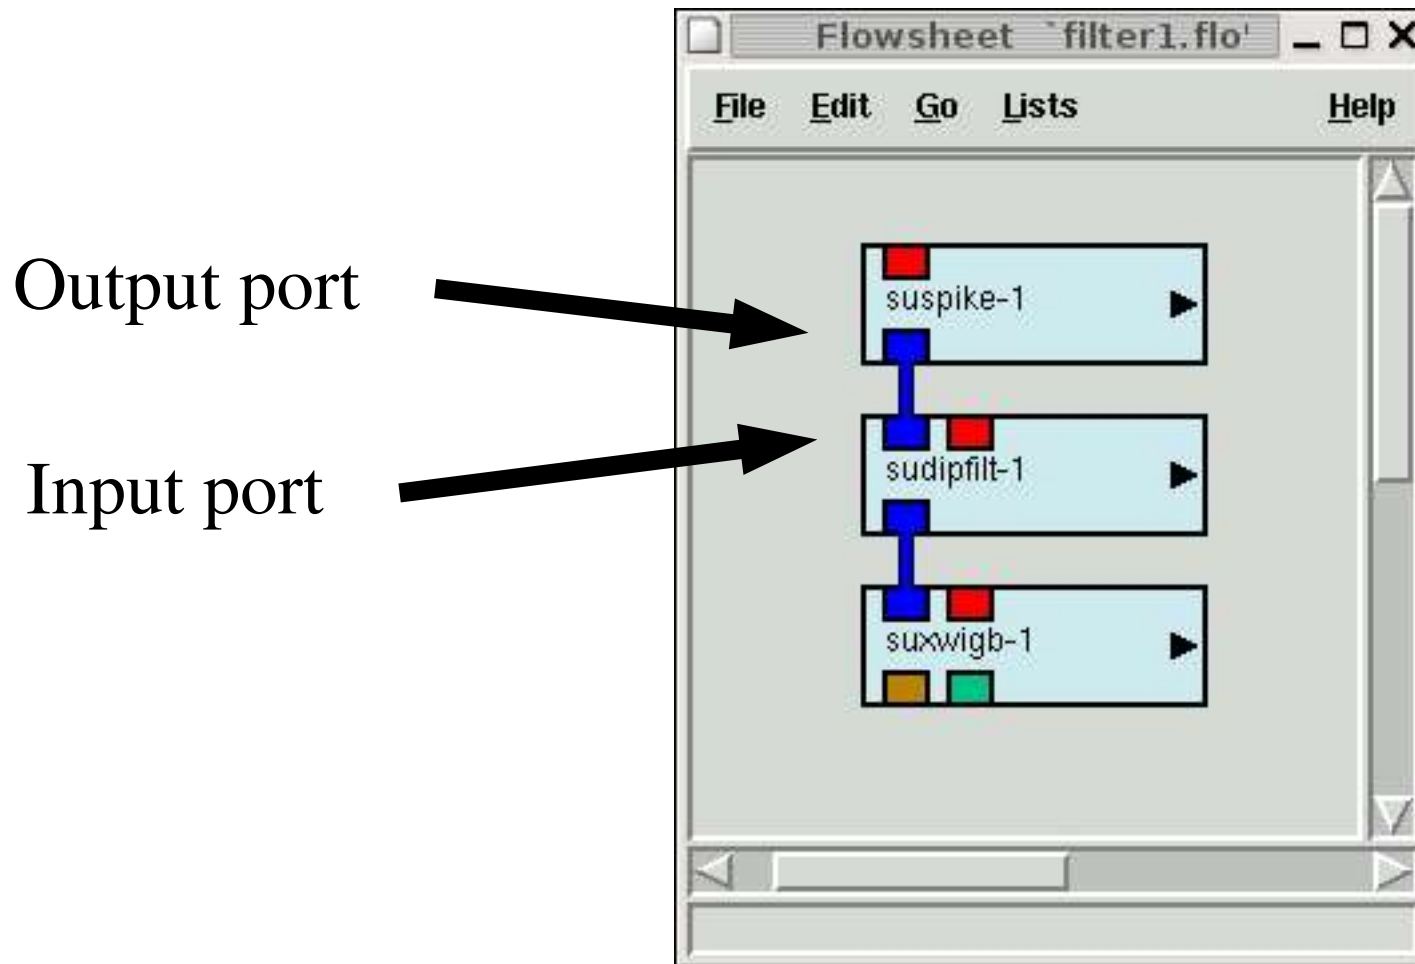 Flowsheet `filter1.flo'
File Edit Go Lists Help
Output port
suspike-1
Input port
sudipfilt-1
suxwigb-1